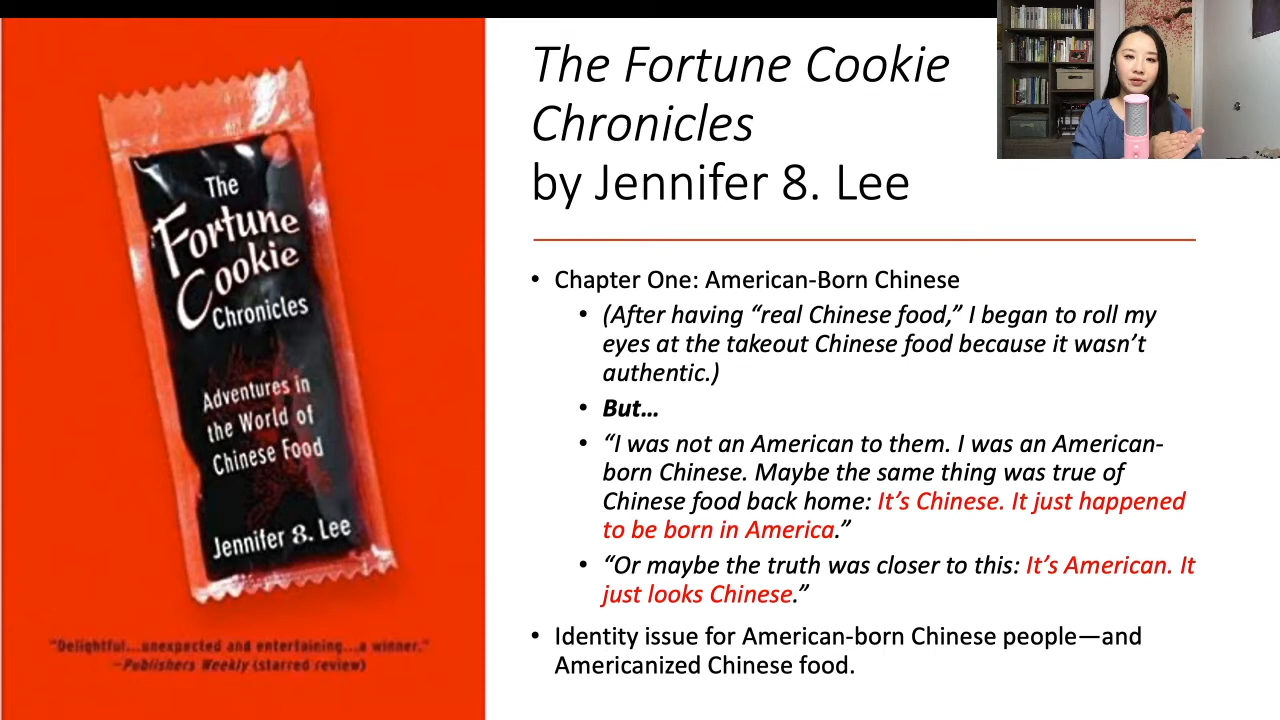 The
Fortune
Cookie
Chronicles
Adventures in
the World of
Chinese Food
Jennifer 8. Lee
"Delightful...unexpected and entertaining...a winner."
—Publishers Weekly (starred review)
The Fortune Cookie
Chronicles
by Jennifer 8. Lee
• Chapter One: American-Born Chinese
• (After having “real Chinese food,” I began to roll my
eyes at the takeout Chinese food because it wasn’t
authentic.)
• But…
• “I was not an American to them. I was an American-
born Chinese. Maybe the same thing was true of
Chinese food back home: It’s Chinese. It just happened
to be born in America.”
• “Or maybe the truth was closer to this: It’s American. It
just looks Chinese.”
• Identity issue for American-born Chinese people—and
Americanized Chinese food.